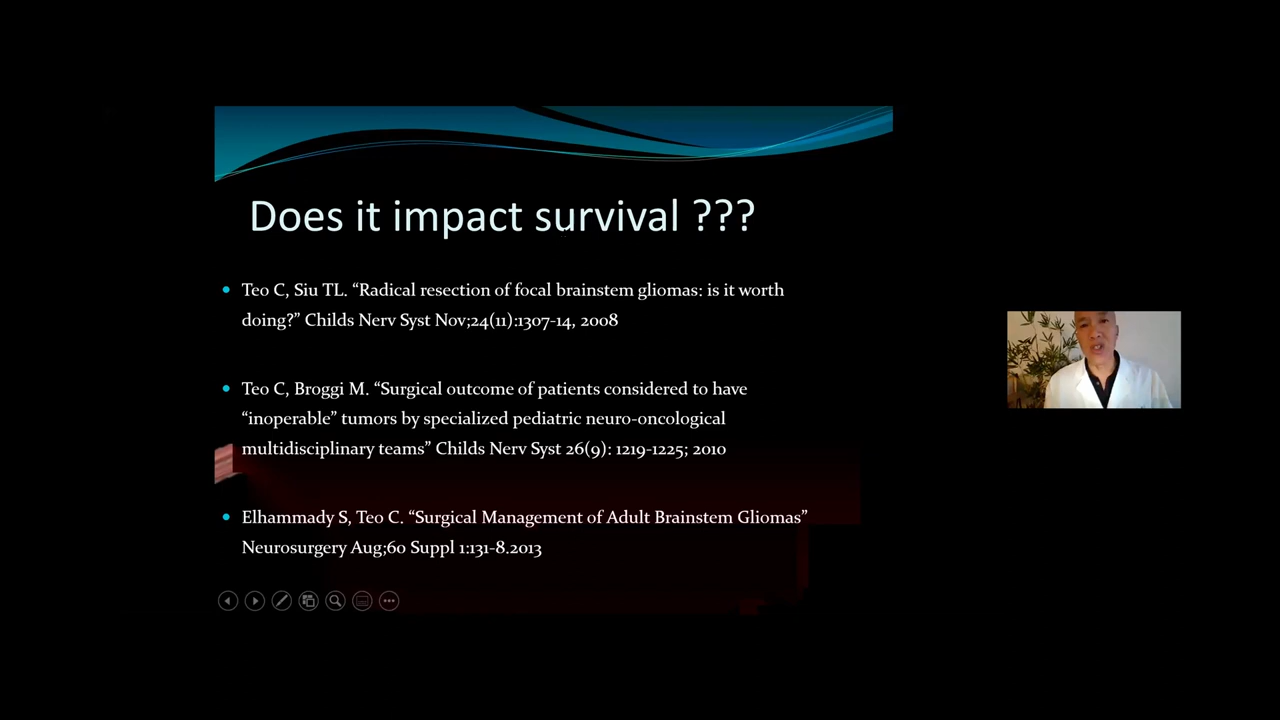 Does it impact survival ???
Teo C, Siu TL. “Radical resection of focal brainstem gliomas: is it worth
doing?” Childs Nerv Syst Nov;24(11):1307-14, 2008
Teo C, Broggi M. “Surgical outcome of patients considered to have
“inoperable” tumors by specialized pediatric neuro-oncological
multidisciplinary teams” Childs Nerv Syst 26(9): 1219-1225; 2010
Elhammady S, Teo C. “Surgical Management of Adult Brainstem Gliomas”
Neurosurgery Aug;60 Suppl 1:131-8.2013